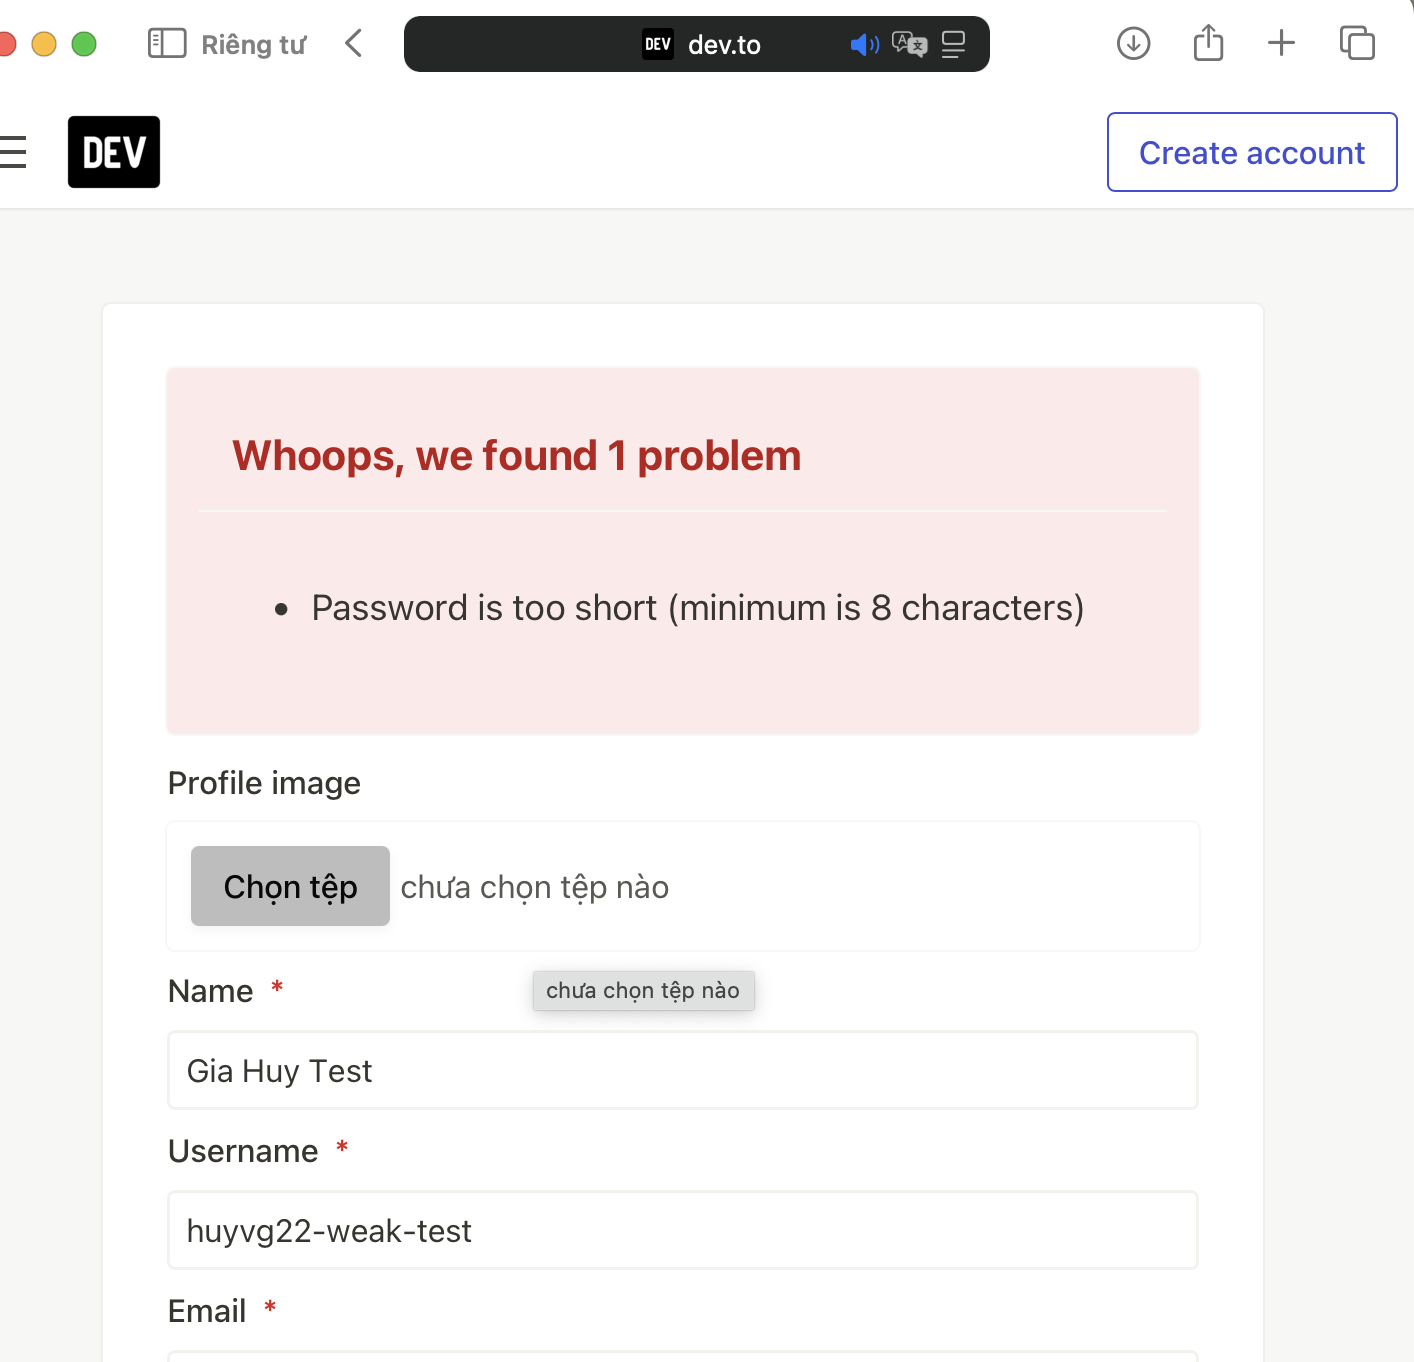 Riêng tư
DEV dev.to
DEV
Create account
Whoops, we found 1 problem
• Password is too short (minimum is 8 characters)
Profile image
Chọn tệp chưa chọn tệp nào
Name *
chưa chọn tệp nào
Gia Huy Test
Username *
huyvg22-weak-test
Email *